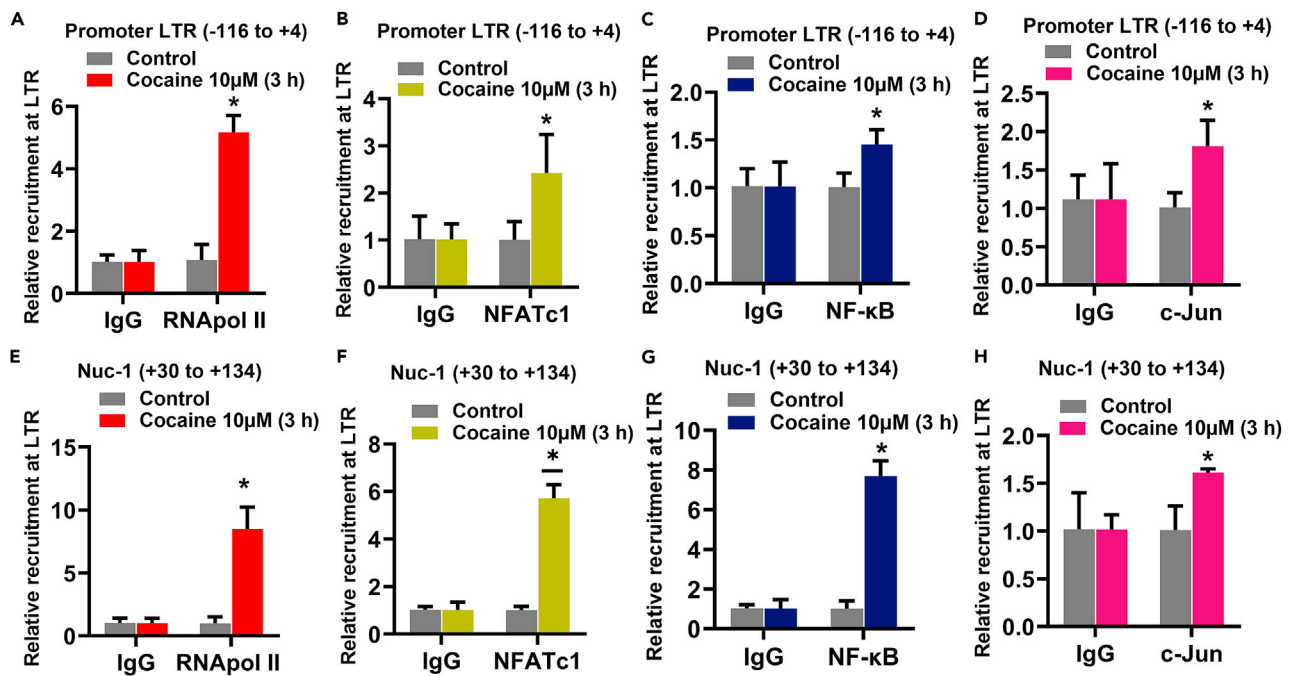 A
Promoter LTR (-116 to +4)
Control
Cocaine 10μM (3 h)
Relative recruitment at LTR
6
4
2
0
*
IgG
RNApol II
B
Promoter LTR (-116 to +4)
Control
Cocaine 10μM (3 h)
Relative recruitment at LTR
4
3
2
1
0
*
IgG
NFATc1
C
Promoter LTR (-116 to +4)
Control
Cocaine 10μM (3 h)
Relative recruitment at LTR
2.0
1.5
1.0
0.5
0.0
*
IgG
NF-κB
D
Promoter LTR (-116 to +4)
Control
Cocaine 10μM (3 h)
Relative recruitment at LTR
2.5
2.0
1.5
1.0
0.5
0.0
*
IgG
c-Jun
E
Nuc-1 (+30 to +134)
Control
Cocaine 10μM (3 h)
Relative recruitment at LTR
15
10
5
0
*
IgG
RNApol II
F
Nuc-1 (+30 to +134)
Control
Cocaine 10μM (3 h)
Relative recruitment at LTR
8
6
4
2
0
*
IgG
NFATc1
G
Nuc-1 (+30 to +134)
Control
Cocaine 10μM (3 h)
Relative recruitment at LTR
10
8
6
4
2
0
*
IgG
NF-κB
H
Nuc-1 (+30 to +134)
Control
Cocaine 10μM (3 h)
Relative recruitment at LTR
2.0
1.5
1.0
0.5
0.0
*
IgG
c-Jun